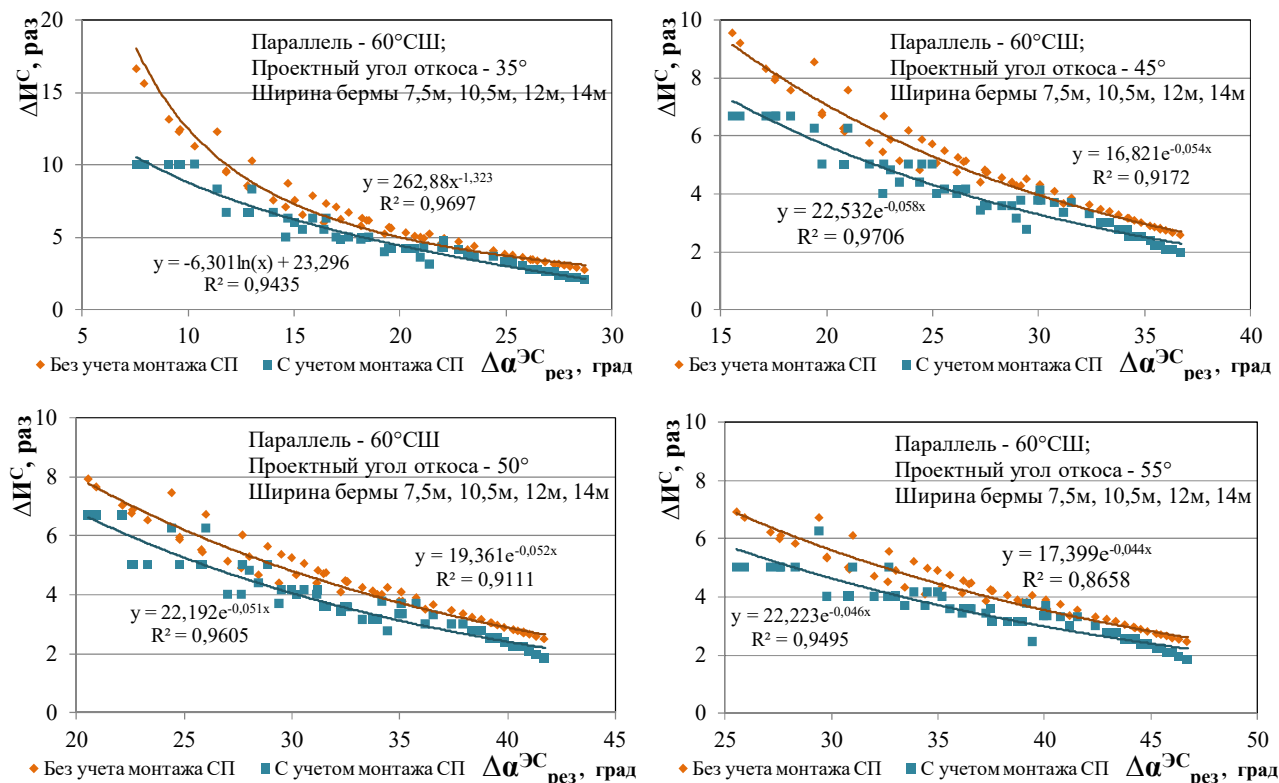 ΔИС, раз
20
15
10
5
0
Параллель - 60°СШ;
Проектный угол откоса - 35°
Ширина бермы 7,5м, 10,5м, 12м, 14м
y = 262,88x-1,323
R² = 0,9697
y = -6,301ln(x) + 23,296
R² = 0,9435
5 10 15 20 25 30
Без учета монтажа СП С учетом монтажа СП ΔαЭСрез, град
ΔИС, раз
10
8
6
4
2
0
Параллель - 60°СШ;
Проектный угол откоса - 45°
Ширина бермы 7,5м, 10,5м, 12м, 14м
y = 16,821e-0,054x
R² = 0,9172
y = 22,532e-0,058x
R² = 0,9706
15 20 25 30 35 40
Без учета монтажа СП С учетом монтажа СП ΔαЭСрез, град
ΔИС, раз
10
8
6
4
2
0
Параллель - 60°СШ
Проектный угол откоса - 50°
Ширина бермы 7,5м, 10,5м, 12м, 14м
y = 19,361e-0,052x
R² = 0,9111
y = 22,192e-0,051x
R² = 0,9605
20 25 30 35 40 45
Без учета монтажа СП С учетом монтажа СП ΔαЭСрез, град
ΔИС, раз
10
8
6
4
2
0
Параллель - 60°СШ;
Проектный угол откоса - 55°
Ширина бермы 7,5м, 10,5м, 12м, 14м
y = 17,399e-0,044x
R² = 0,8658
y = 22,223e-0,046x
R² = 0,9495
25 30 35 40 45 50
Без учета монтажа СП С учетом монтажа СП ΔαЭСрез, град